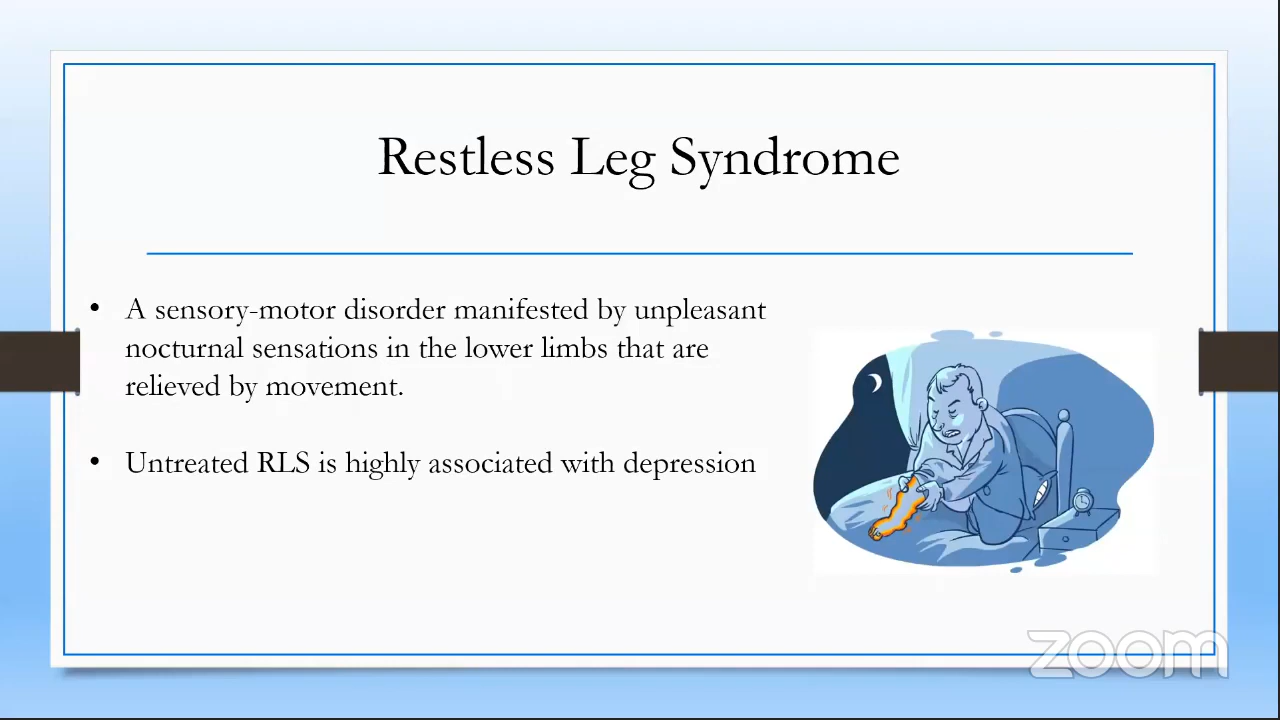 Restless Leg Syndrome
• A sensory-motor disorder manifested by unpleasant
nocturnal sensations in the lower limbs that are
relieved by movement.
• Untreated RLS is highly associated with depression
zoom